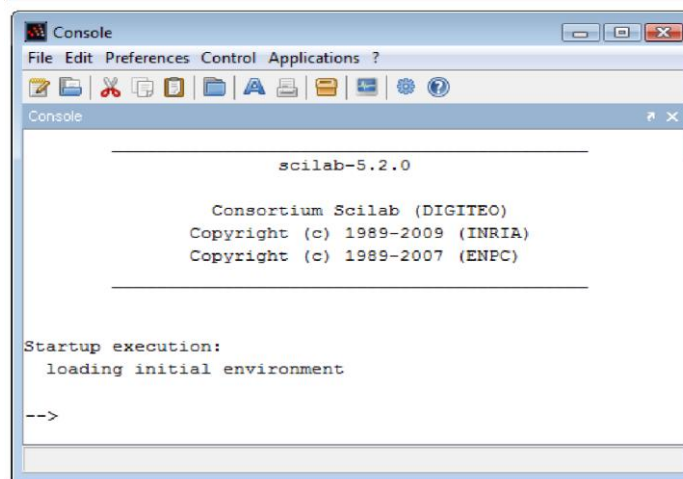 Console
File Edit Preferences Control Applications ?
Console
scilab-5.2.0
Consortium Scilab (DIGITEO)
Copyright (c) 1989-2009 (INRIA)
Copyright (c) 1989-2007 (ENPC)
Startup execution:
loading initial environment
-->